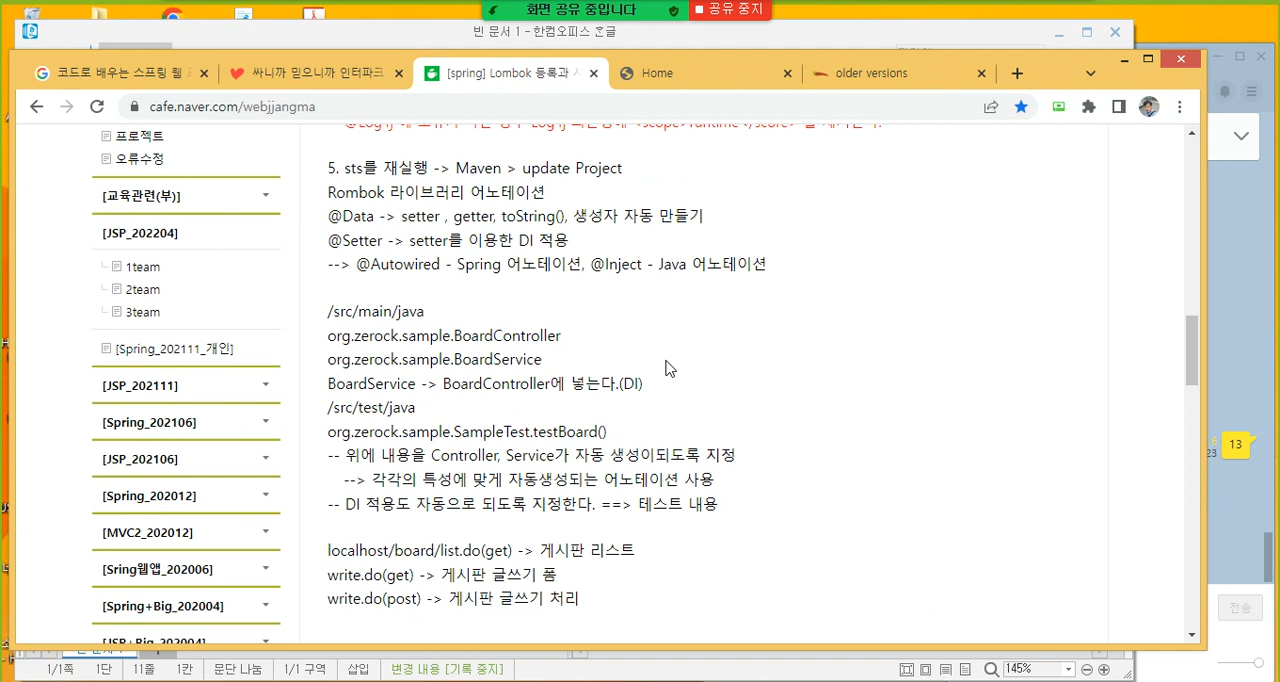 화면 공유 중입니다
공유 중지
빈 문서 1 - 한컴오피스 한글
코드로 배우는 스프링 웹
싸니까 믿으니까 인터파크
[spring] Lombok 등록과
Home
older versions
cafe.naver.com/webjjangma
프로젝트
오류수정
[교육관련(부)]
[JSP_202204]
1team
2team
3team
[Spring_202111_개인]
[JSP_202111]
[Spring_202106]
[JSP_202106]
[Spring_202012]
[MVC2_202012]
[Sring웹앱_202006]
[Spring+Big_202004]
[JSP+Big_202004]
5. sts를 재실행 -> Maven > update Project
Rombok 라이브러리 어노테이션
@Data -> setter , getter, toString(), 생성자 자동 만들기
@Setter -> setter를 이용한 DI 적용
--> @Autowired - Spring 어노테이션, @Inject - Java 어노테이션
/src/main/java
org.zerock.sample.BoardController
org.zerock.sample.BoardService
BoardService -> BoardController에 넣는다.(DI)
/src/test/java
org.zerock.sample.SampleTest.testBoard()
-- 위에 내용을 Controller, Service가 자동 생성이되도록 지정
--> 각각의 특성에 맞게 자동생성되는 어노테이션 사용
-- DI 적용도 자동으로 되도록 지정한다. ==> 테스트 내용
localhost/board/list.do(get) -> 게시판 리스트
write.do(get) -> 게시판 글쓰기 폼
write.do(post) -> 게시판 글쓰기 처리
6
23
13
전송
1/1쪽
1단
11줄
1칸
문단 나눔
1/1 구역
삽입
변경 내용 [기록 중지]
145%